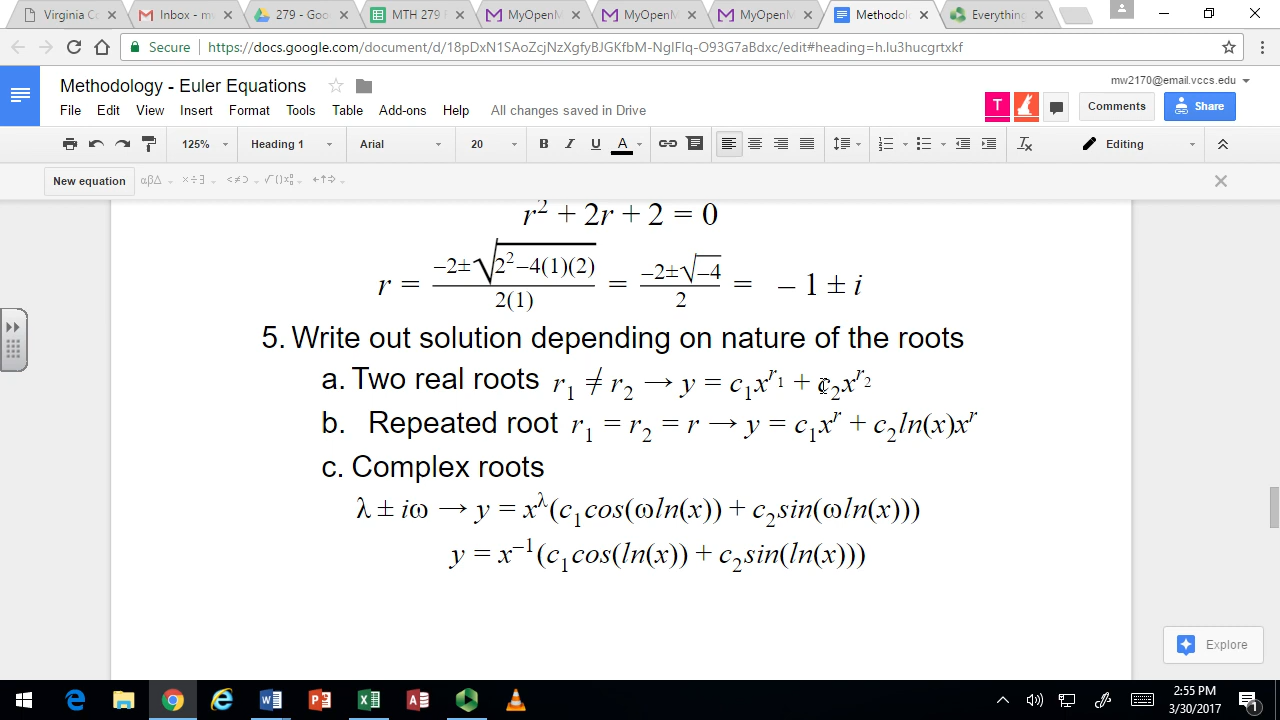 Virginia Co
Inbox - mw
279 - Goo
MTH 279 F
MyOpenM
MyOpenM
MyOpenM
Methodol
Everything
Secure
https://docs.google.com/document/d/18pDxN1SAoZcjNzXgfyBJGKfbM-NgIFIq-O93G7aBdxc/edit#heading=h.lu3hucgrtxkf
Methodology - Euler Equations
mw2170@email.vccs.edu
File Edit View Insert Format Table Add-ons Help All changes saved in Drive
T Comments Share
125% Heading 1 Arial 20 B I U A Editing
New equation αβΔ ×÷∃ <≠⊃ √()x ←↑⇒
r² + 2r + 2 = 0
r = (−2±√(2²−4(1)(2)))/(2(1)) = (−2±√−4)/2 = − 1 ± i
5. Write out solution depending on nature of the roots
a. Two real roots r₁ ≠ r₂ → y = c₁x^r₁ + c₂x^r₂
b. Repeated root r₁ = r₂ = r → y = c₁x^r + c₂ln(x)x^r
c. Complex roots
λ ± iω → y = x^λ(c₁cos(ωln(x)) + c₂sin(ωln(x)))
y = x⁻¹(c₁cos(ln(x)) + c₂sin(ln(x)))
Explore
2:55 PM
3/30/2017
1